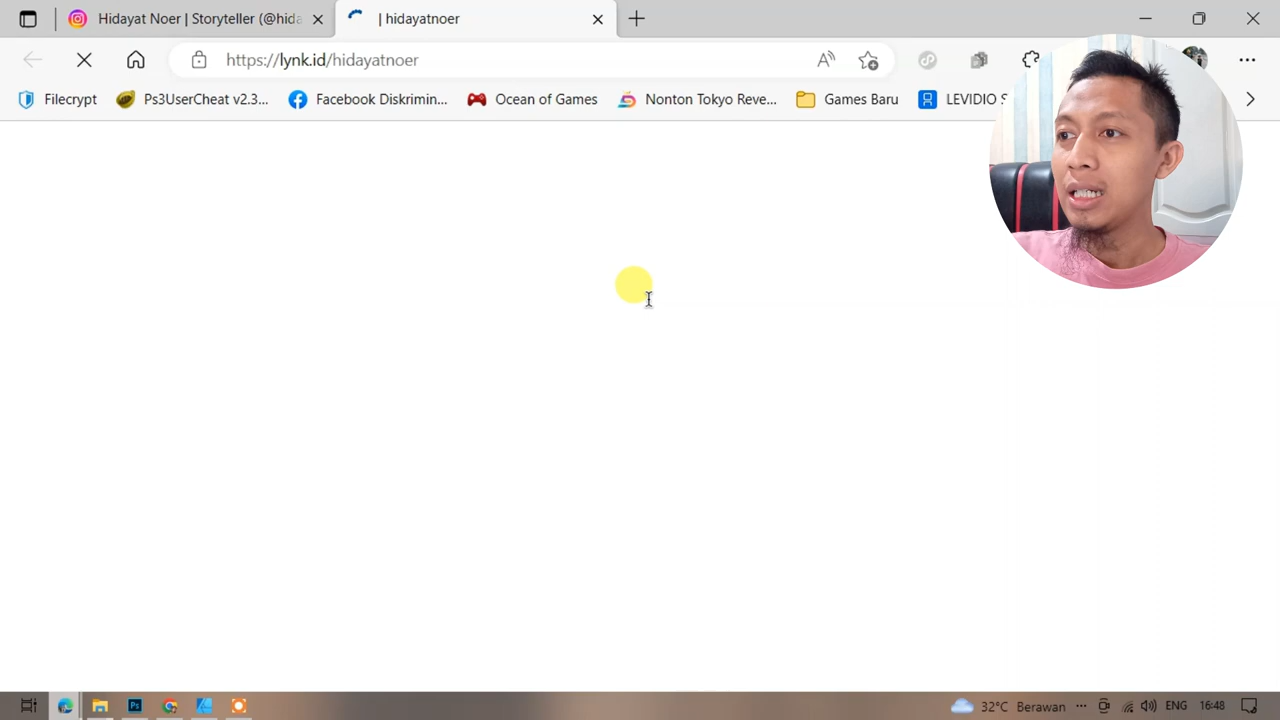 Hidayat Noer | Storyteller (@hida
| hidayatnoer
https://lynk.id/hidayatnoer
Filecrypt
Ps3UserCheat v2.3...
Facebook Diskrimin...
Ocean of Games
Nonton Tokyo Reve...
Games Baru
LEVIDIO S
Ps
32°C Berawan
ENG
16:48